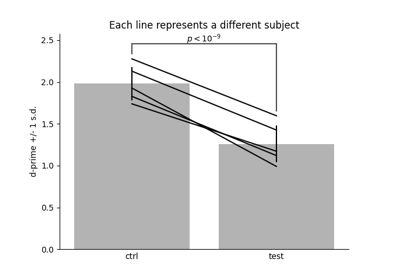 Each line represents a different subject
p < 10⁻⁹
2.5
2.0
1.5
1.0
0.5
0.0
d-prime +/- 1 s.d.
ctrl
test